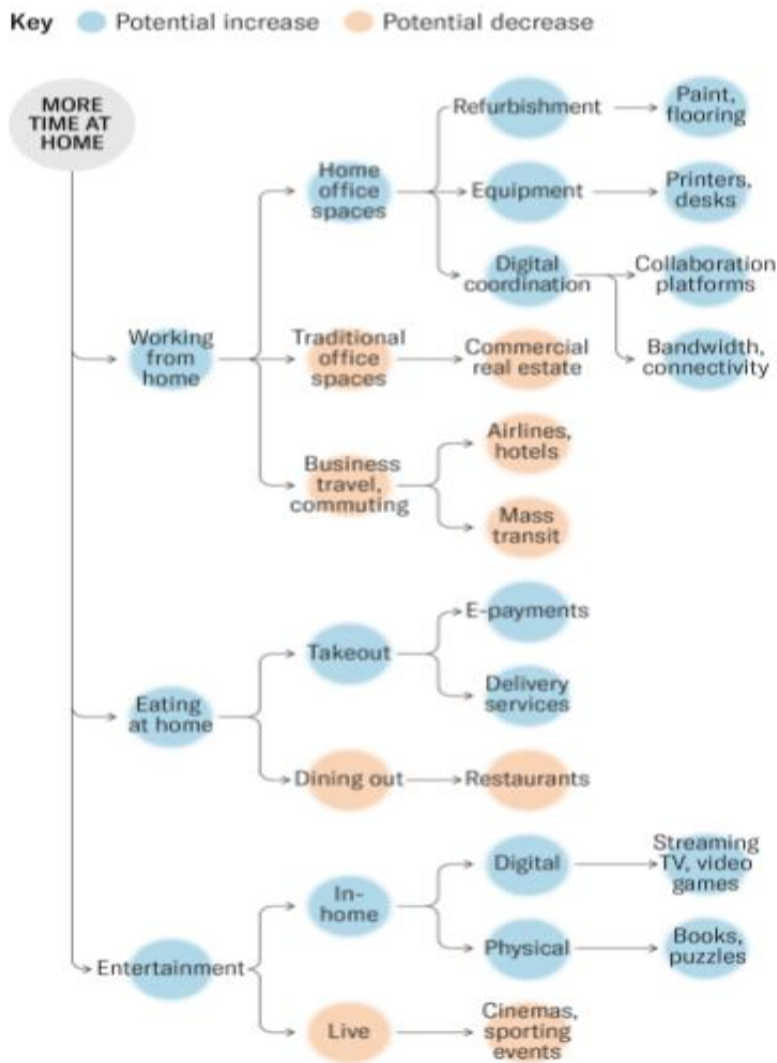 Key Potential increase Potential decrease
MORE
TIME AT
HOME
Working
from
home
Home
office
spaces
Refurbishment
Paint,
flooring
Equipment
Printers,
desks
Digital
coordination
Collaboration
platforms
Bandwidth,
connectivity
Traditional
office
spaces
Commercial
real estate
Business
travel,
commuting
Airlines,
hotels
Mass
transit
Eating
at home
Takeout
E-payments
Delivery
services
Dining out
Restaurants
Entertainment
In-
home
Digital
Streaming
TV, video
games
Physical
Books,
puzzles
Live
Cinemas,
sporting
events